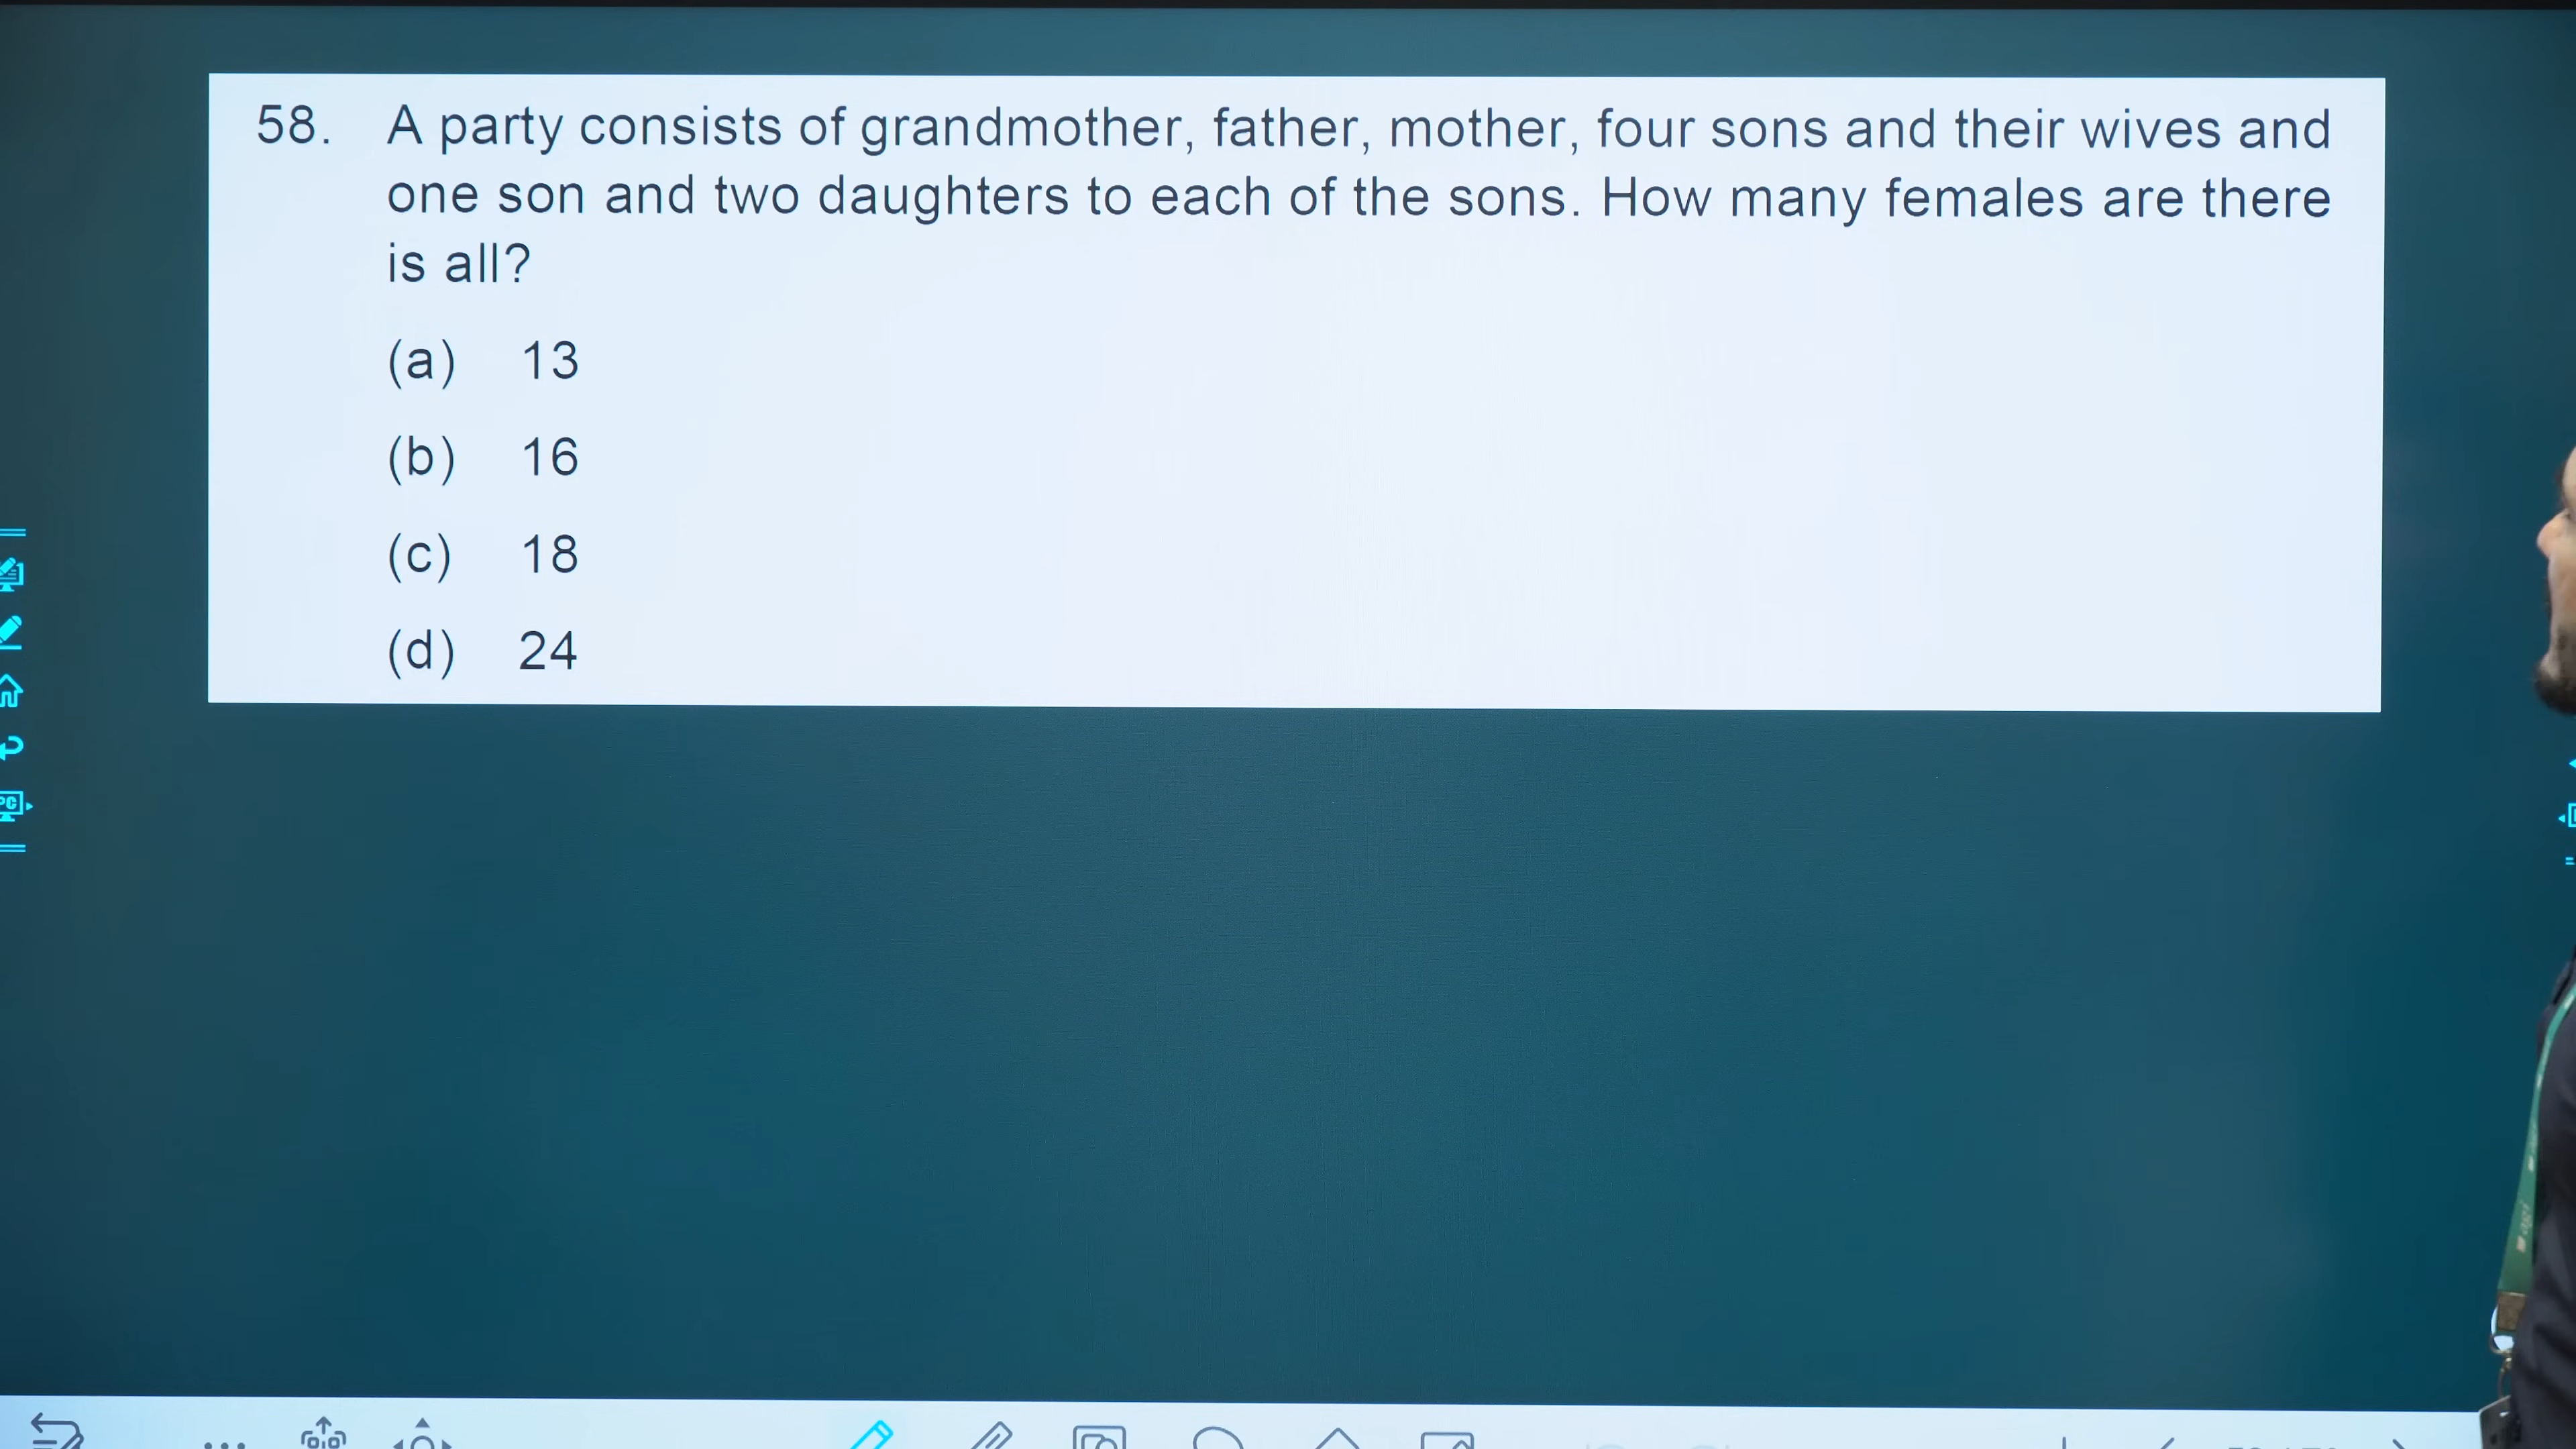 58. A party consists of grandmother, father, mother, four sons and their wives and
one son and two daughters to each of the sons. How many females are there
is all?
(a) 13
(b) 16
(c) 18
(d) 24
PC